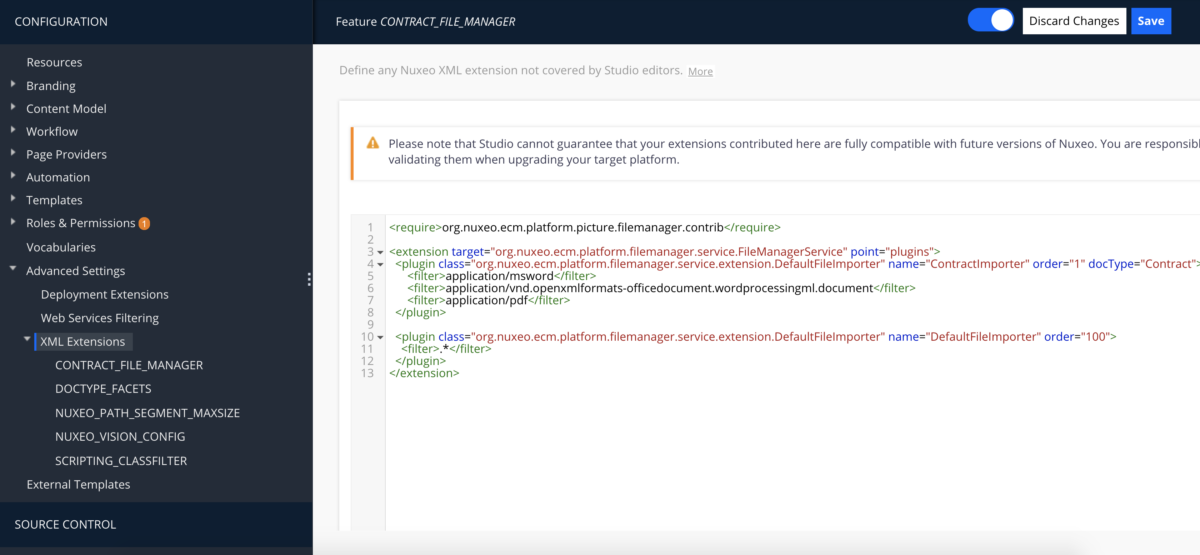 CONFIGURATION
Resources
Branding
Content Model
Workflow
Page Providers
Automation
Templates
Roles & Permissions 1
Vocabularies
Advanced Settings
Deployment Extensions
Web Services Filtering
XML Extensions
CONTRACT_FILE_MANAGER
DOCTYPE_FACETS
NUXEO_PATH_SEGMENT_MAXSIZE
NUXEO_VISION_CONFIG
SCRIPTING_CLASSFILTER
External Templates
SOURCE CONTROL
Feature CONTRACT_FILE_MANAGER
Discard Changes
Save
Define any Nuxeo XML extension not covered by Studio editors. More
Please note that Studio cannot guarantee that your extensions contributed here are fully compatible with future versions of Nuxeo. You are responsibl
validating them when upgrading your target platform.
1 <require>org.nuxeo.ecm.platform.picture.filemanager.contrib</require>
2
3 <extension target="org.nuxeo.ecm.platform.filemanager.service.FileManagerService" point="plugins">
4 <plugin class="org.nuxeo.ecm.platform.filemanager.service.extension.DefaultFileImporter" name="ContractImporter" order="1" docType="Contract">
5 <filter>application/msword</filter>
6 <filter>application/vnd.openxmlformats-officedocument.wordprocessingml.document</filter>
7 <filter>application/pdf</filter>
8 </plugin>
9
10 <plugin class="org.nuxeo.ecm.platform.filemanager.service.extension.DefaultFileImporter" name="DefaultFileImporter" order="100">
11 <filter>.*</filter>
12 </plugin>
13 </extension>